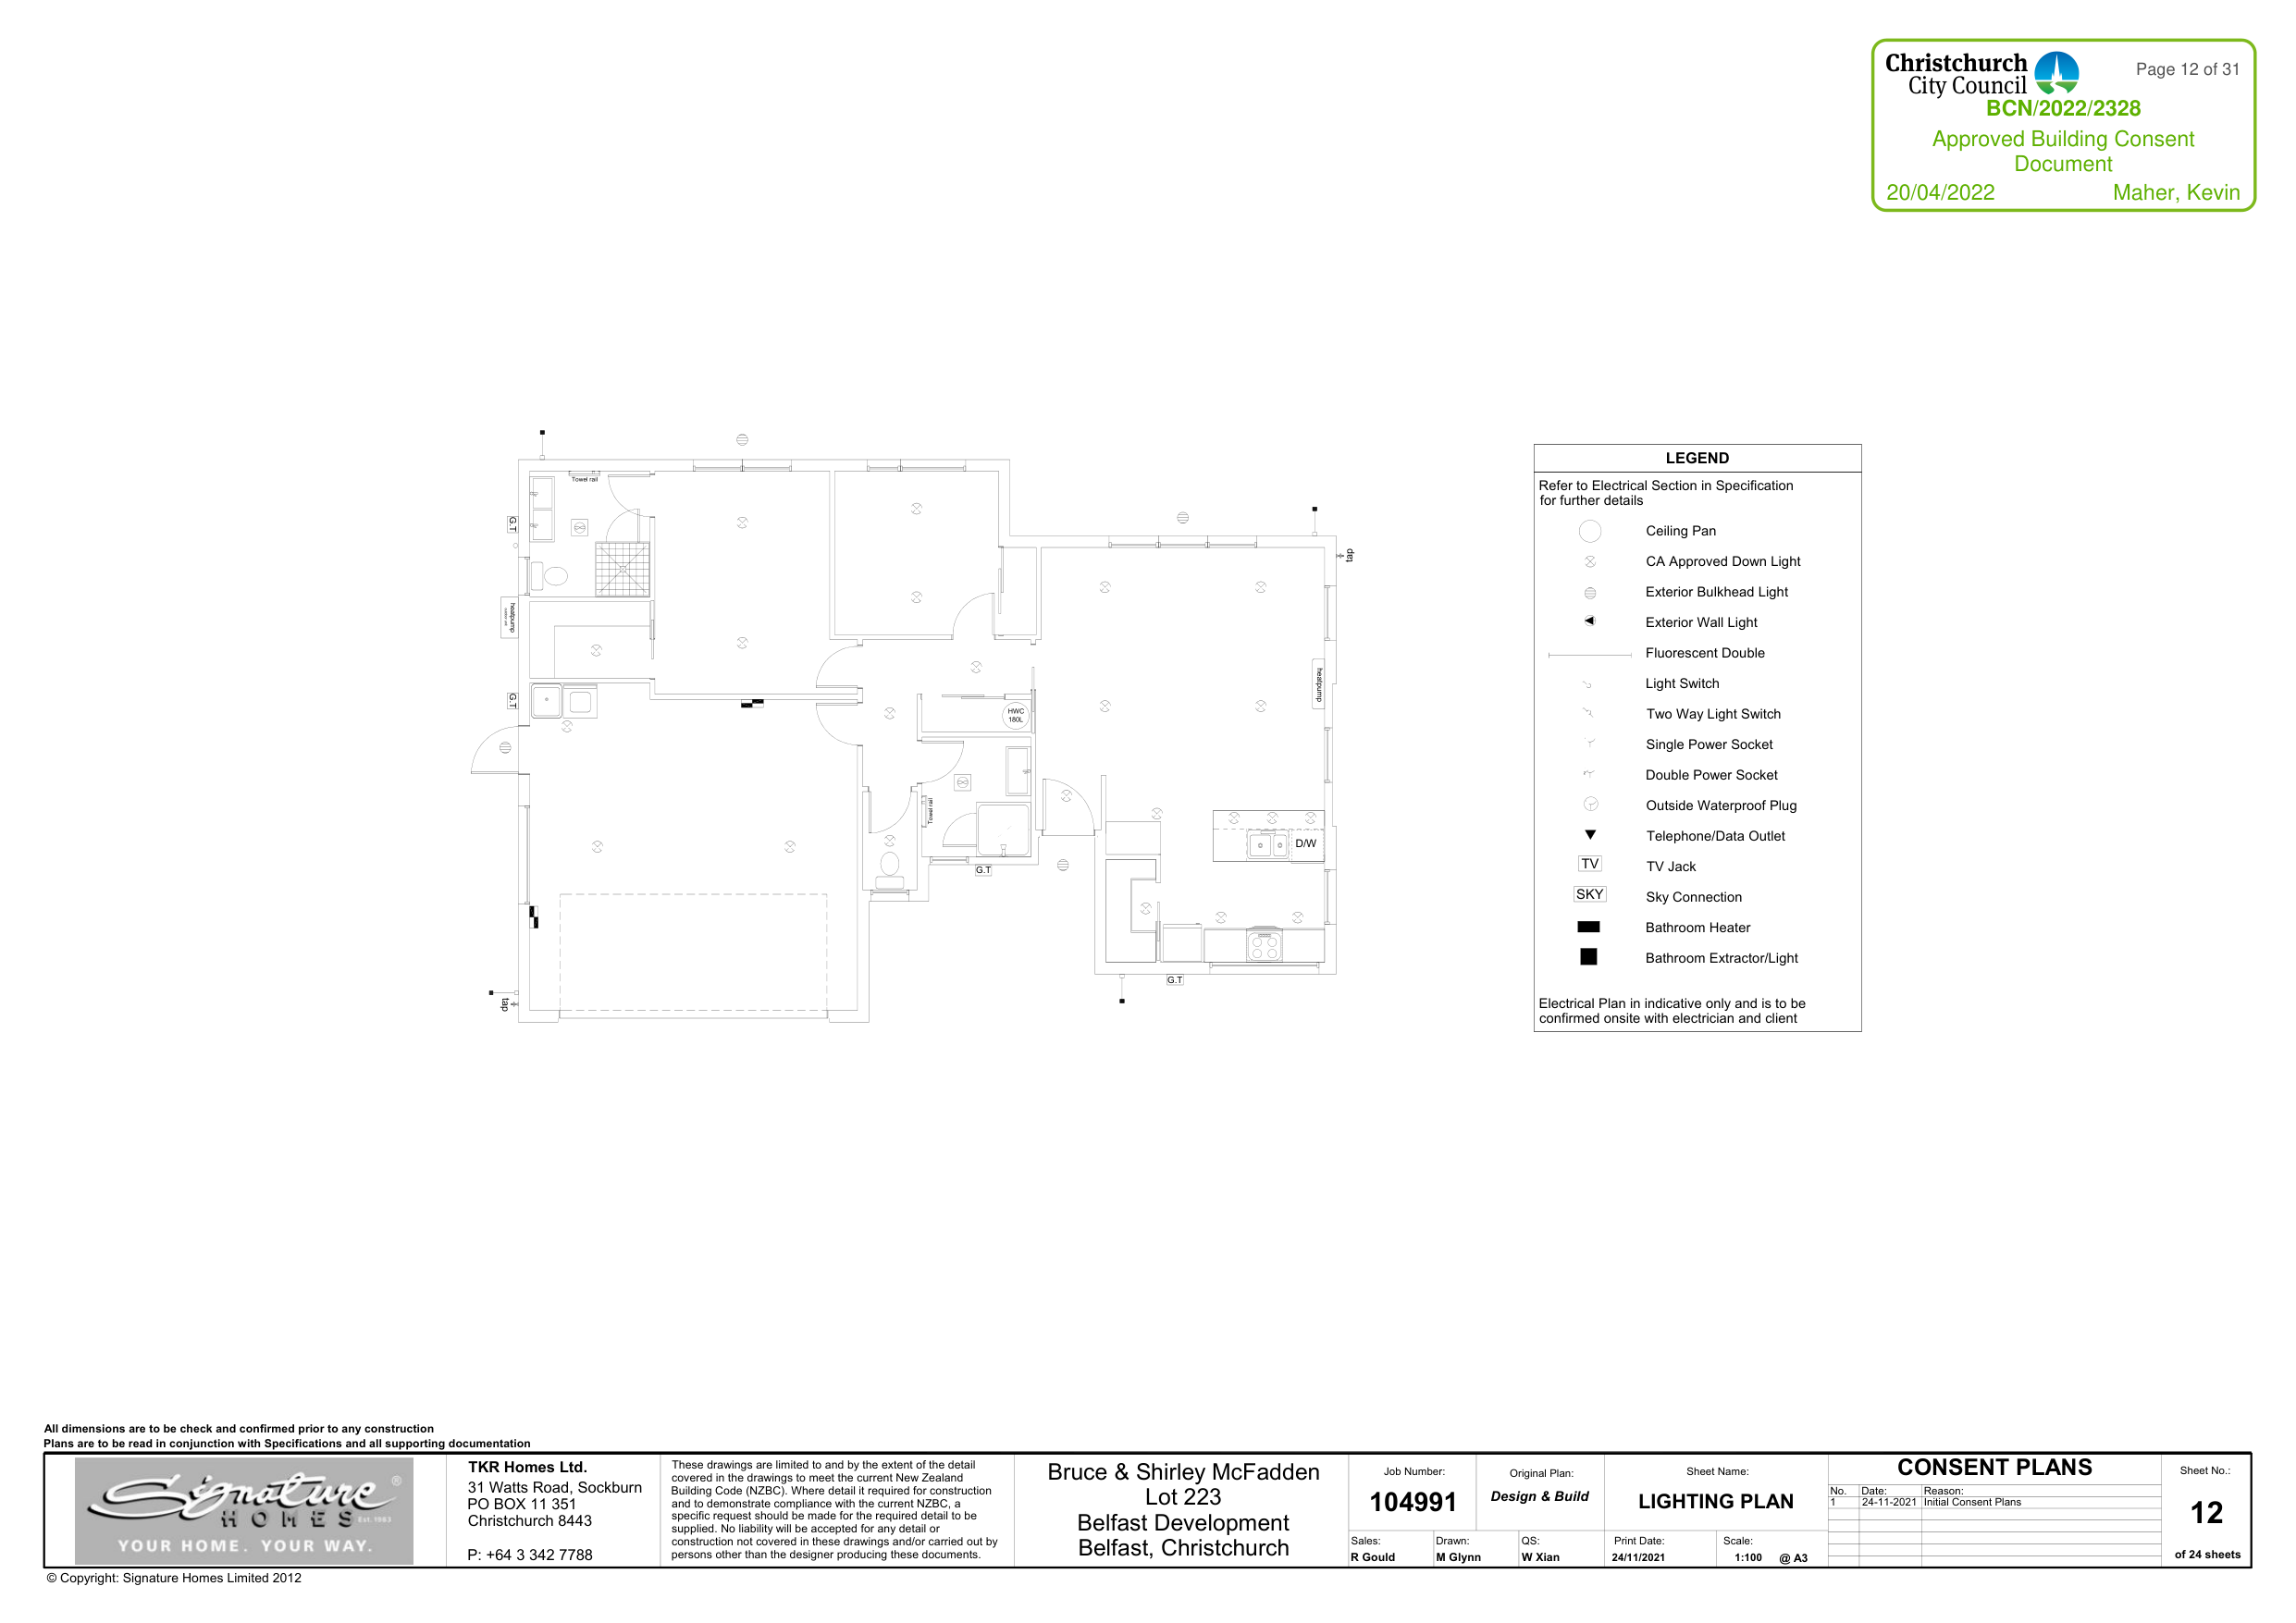 Christchurch
City Council
Page 12 of 31
BCN/2022/2328
Approved Building Consent
Document
20/04/2022 Maher, Kevin
Towel rail
G.T
heatpump
G.T
tap
heatpump
HWC
180L
Towel rail
D/W
G.T
G.T
tap
LEGEND
Refer to Electrical Section in Specification
for further details
Ceiling Pan
CA Approved Down Light
Exterior Bulkhead Light
Exterior Wall Light
Fluorescent Double
Light Switch
Two Way Light Switch
Single Power Socket
Double Power Socket
Outside Waterproof Plug
Telephone/Data Outlet
TV TV Jack
SKY Sky Connection
Bathroom Heater
Bathroom Extractor/Light
Electrical Plan in indicative only and is to be
confirmed onsite with electrician and client
All dimensions are to be check and confirmed prior to any construction
Plans are to be read in conjunction with Specifications and all supporting documentation
Signature ®
HOMES Est. 1983
YOUR HOME. YOUR WAY.
TKR Homes Ltd.
31 Watts Road, Sockburn
PO BOX 11 351
Christchurch 8443
P: +64 3 342 7788
These drawings are limited to and by the extent of the detail
covered in the drawings to meet the current New Zealand
Building Code (NZBC). Where detail it required for construction
and to demonstrate compliance with the current NZBC, a
specific request should be made for the required detail to be
supplied. No liability will be accepted for any detail or
construction not covered in these drawings and/or carried out by
persons other than the designer producing these documents.
Bruce & Shirley McFadden
Lot 223
Belfast Development
Belfast, Christchurch
Job Number:
104991
Original Plan:
Design & Build
Sheet Name:
LIGHTING PLAN
Sales:
R Gould
Drawn:
M Glynn
QS:
W Xian
Print Date:
24/11/2021
Scale:
1:100 @ A3
CONSENT PLANS
No. Date: Reason:
1 24-11-2021 Initial Consent Plans
Sheet No.:
12
of 24 sheets
© Copyright: Signature Homes Limited 2012